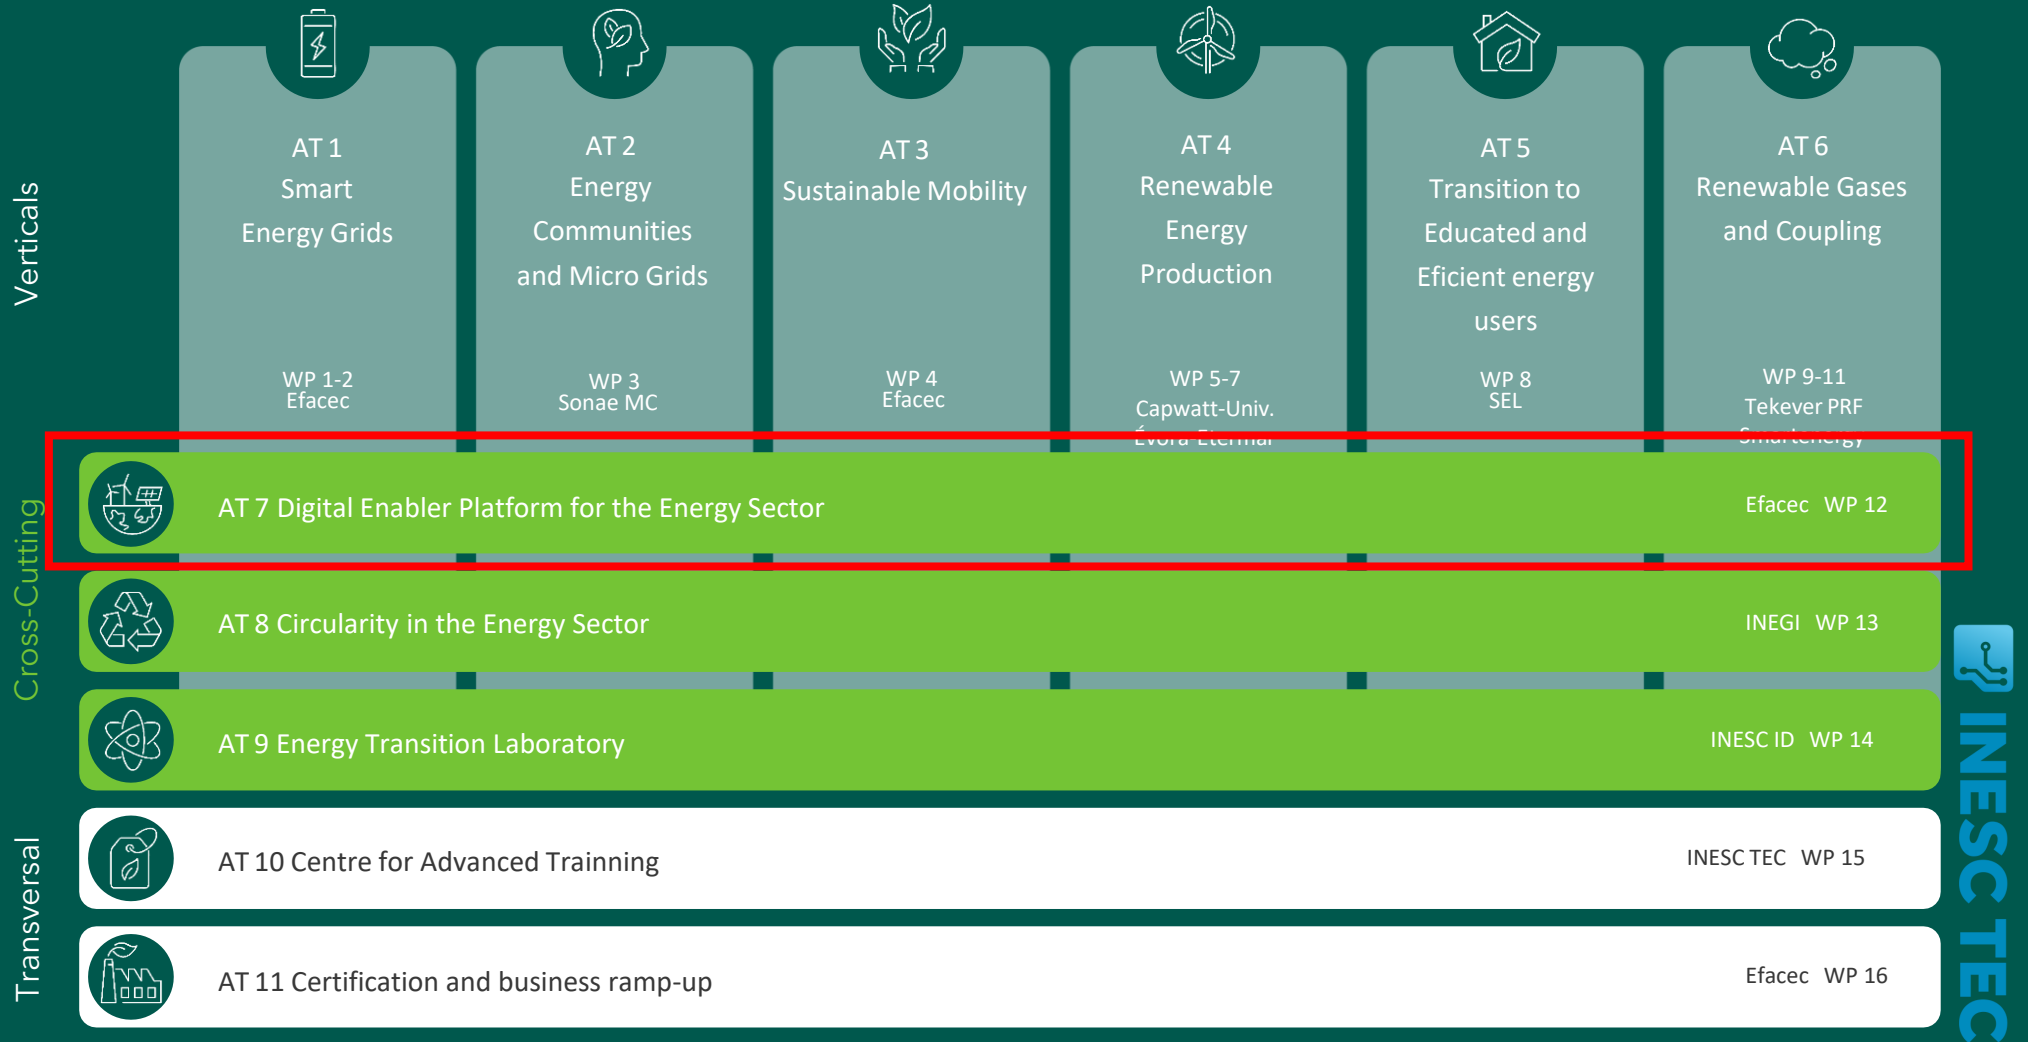 Verticals
AT 1
Smart
Energy Grids
WP 1-2
Efacec
AT 2
Energy
Communities
and Micro Grids
WP 3
Sonae MC
AT 3
Sustainable Mobility
WP 4
Efacec
AT 4
Renewable
Energy
Production
WP 5-7
Capwatt-Univ.
Évora-Etermar
AT 5
Transition to
Educated and
Eficient energy
users
WP 8
SEL
AT 6
Renewable Gases
and Coupling
WP 9-11
Tekever PRF
Smartenergy
Cross-Cutting
AT 7 Digital Enabler Platform for the Energy Sector
Efacec WP 12
AT 8 Circularity in the Energy Sector
INEGI WP 13
AT 9 Energy Transition Laboratory
INESC ID WP 14
Transversal
AT 10 Centre for Advanced Trainning
INESC TEC WP 15
AT 11 Certification and business ramp-up
Efacec WP 16
INESC TEC